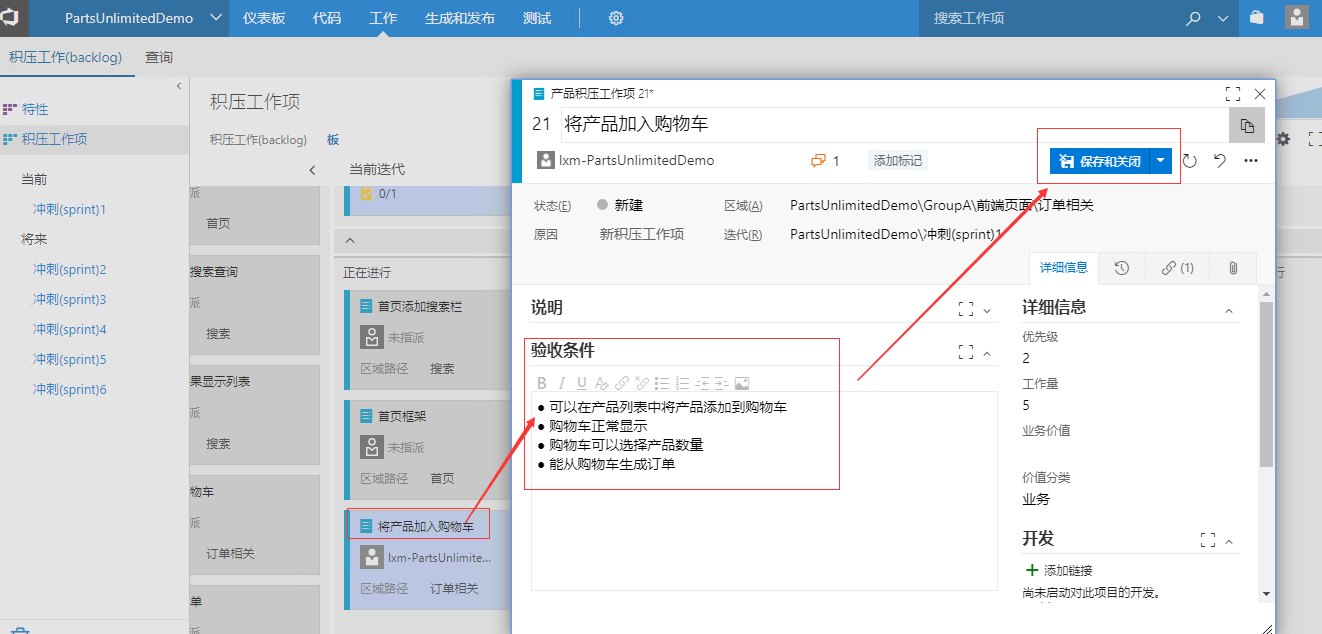 PartsUnlimitedDemo
仪表板
代码
工作
生成和发布
测试
搜索工作项
积压工作(backlog)
查询
特性
积压工作项
当前
冲刺(sprint)1
将来
冲刺(sprint)2
冲刺(sprint)3
冲刺(sprint)4
冲刺(sprint)5
冲刺(sprint)6
积压工作项
积压工作(backlog)
板
当前迭代
派
首页
搜索查询
派
搜索
果显示列表
派
搜索
物车
派
订单相关
单
派
0/1
正在进行
首页添加搜索栏
未指派
区域路径 搜索
首页框架
未指派
区域路径 首页
将产品加入购物车
lxm-PartsUnlimite...
区域路径 订单相关
产品积压工作项 21*
21 将产品加入购物车
lxm-PartsUnlimitedDemo
1
添加标记
保存和关闭
状态(E) 新建
区域(A) PartsUnlimitedDemo\GroupA\前端页面\订单相关
原因 新积压工作项
迭代(R) PartsUnlimitedDemo\冲刺(sprint)1
详细信息
(1)
说明
验收条件
B I U
● 可以在产品列表中将产品添加到购物车
● 购物车正常显示
● 购物车可以选择产品数量
● 能从购物车生成订单
详细信息
优先级
2
工作量
5
业务价值
价值分类
业务
开发
添加链接
尚未启动对此项目的开发。
行